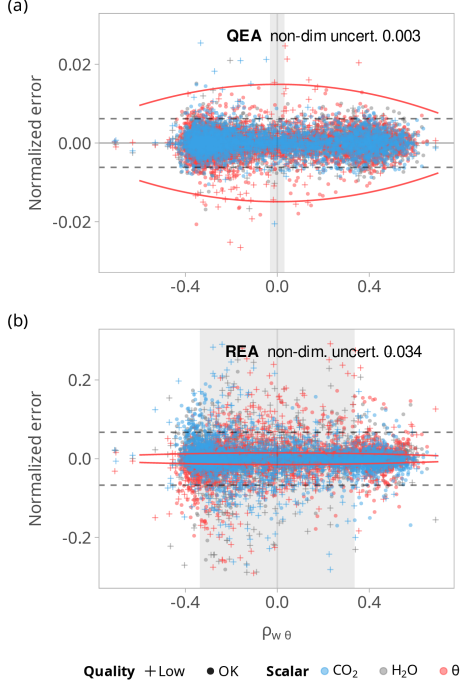 (a)
QEA non-dim uncert. 0.003
0.02
0.00
-0.02
Normalized error
-0.4 0.0 0.4
(b)
REA non-dim. uncert. 0.034
0.2
0.0
-0.2
Normalized error
-0.4 0.0 0.4
ρw θ
Quality Low OK Scalar CO₂ H₂O θ